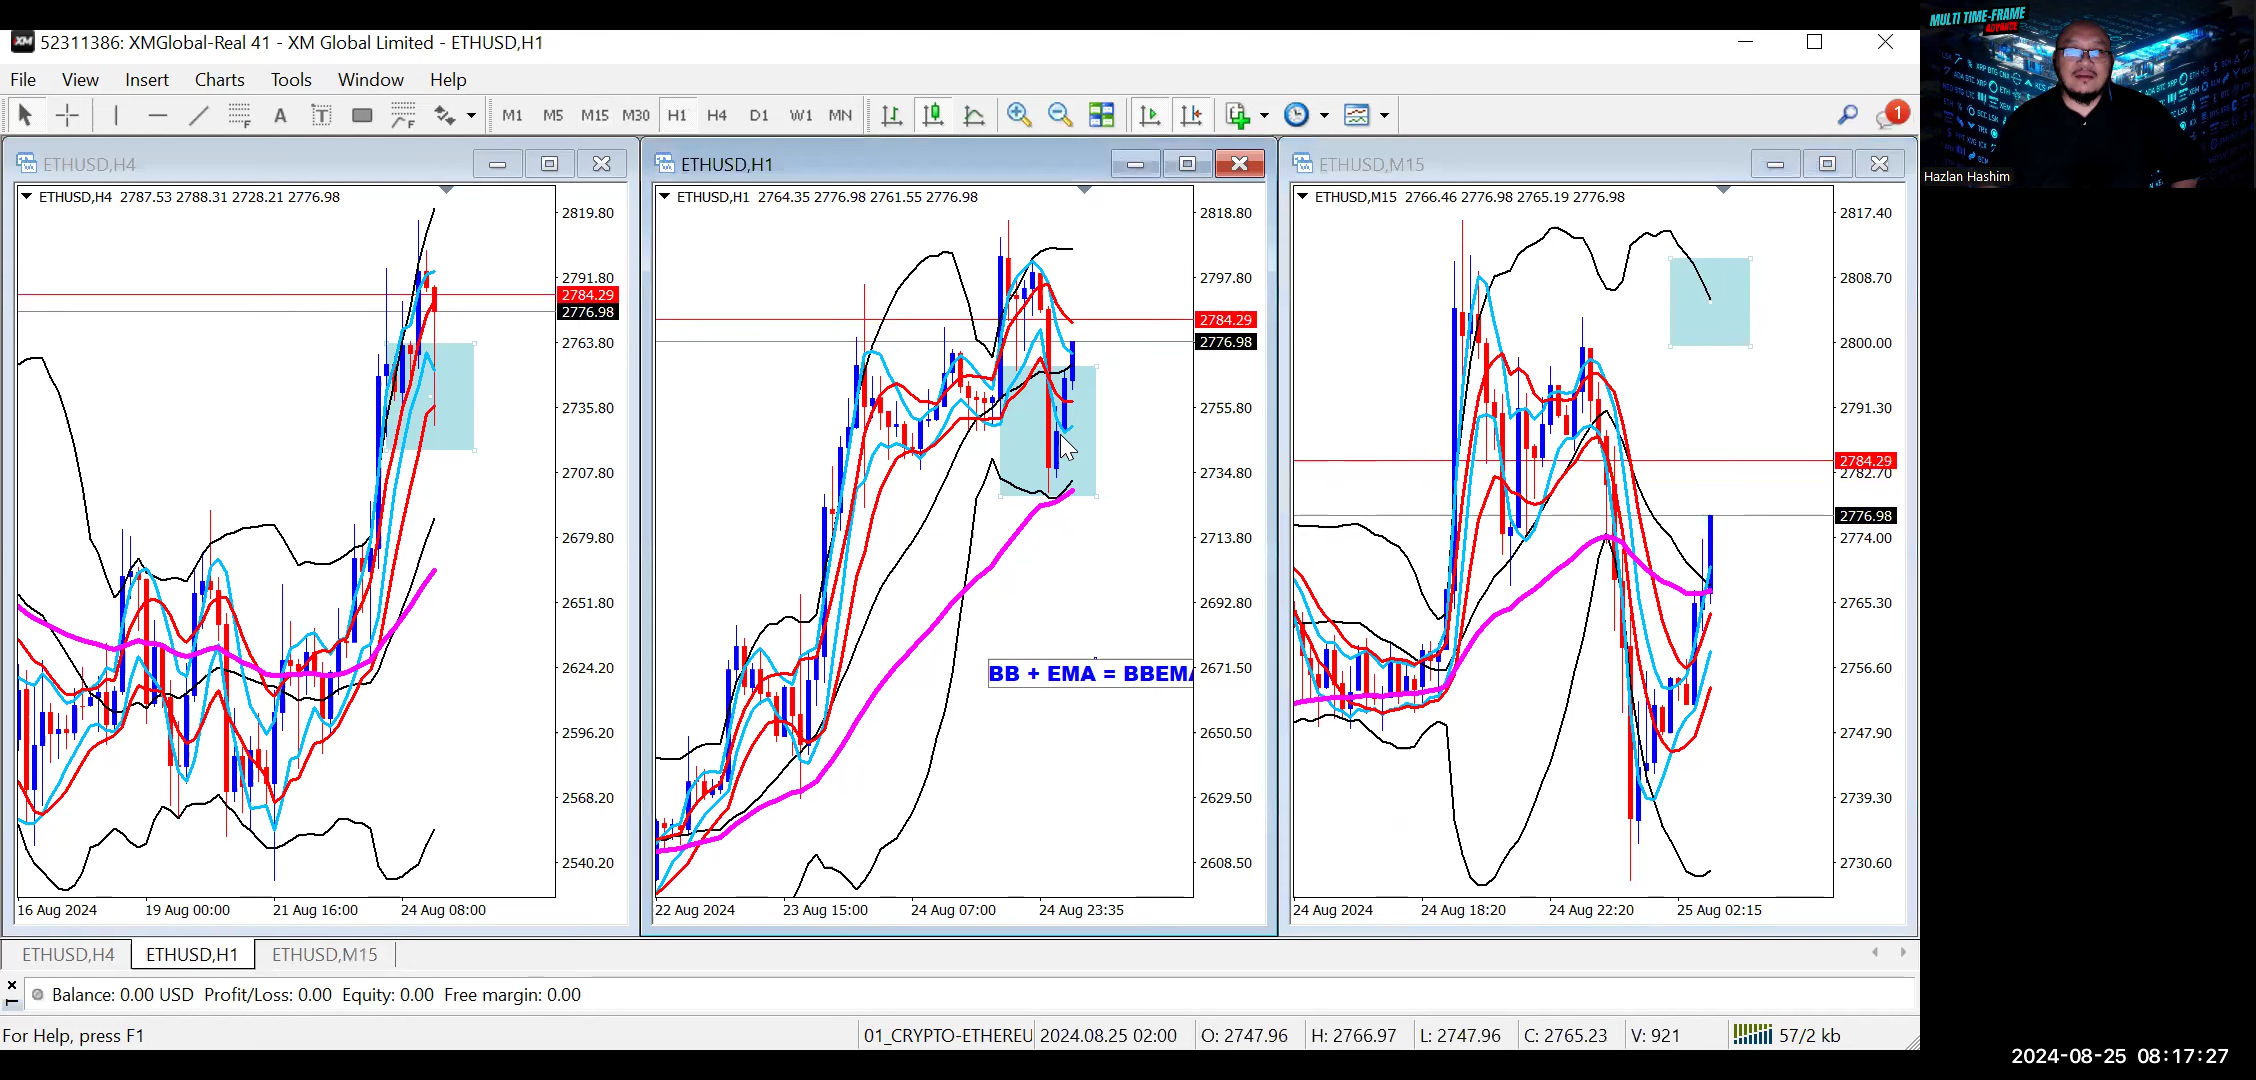 MULTI TIME-FRAME
ADVANCE
Hazlan Hashim
52311386: XMGlobal-Real 41 - XM Global Limited - ETHUSD,H1
File View Insert Charts Tools Window Help
A T F F M1 M5 M15 M30 H1 H4 D1 W1 MN 1
ETHUSD,H4
ETHUSD,H4 2787.53 2788.31 2728.21 2776.98
2819.80
2791.80
2784.29
2776.98
2763.80
2735.80
2707.80
2679.80
2651.80
2624.20
2596.20
2568.20
2540.20
16 Aug 2024 19 Aug 00:00 21 Aug 16:00 24 Aug 08:00
ETHUSD,H1
ETHUSD,H1 2764.35 2776.98 2761.55 2776.98
2818.80
2797.80
2784.29
2776.98
2755.80
2734.80
2713.80
2692.80
2671.50
2650.50
2629.50
2608.50
BB + EMA = BBEMA
22 Aug 2024 23 Aug 15:00 24 Aug 07:00 24 Aug 23:35
ETHUSD,M15
ETHUSD,M15 2766.46 2776.98 2765.19 2776.98
2817.40
2808.70
2800.00
2791.30
2784.29
2782.70
2776.98
2774.00
2765.30
2756.60
2747.90
2739.30
2730.60
24 Aug 2024 24 Aug 18:20 24 Aug 22:20 25 Aug 02:15
ETHUSD,H4 ETHUSD,H1 ETHUSD,M15
Balance: 0.00 USD Profit/Loss: 0.00 Equity: 0.00 Free margin: 0.00
For Help, press F1 01_CRYPTO-ETHEREU 2024.08.25 02:00 O: 2747.96 H: 2766.97 L: 2747.96 C: 2765.23 V: 921 57/2 kb
2024-08-25 08:17:27